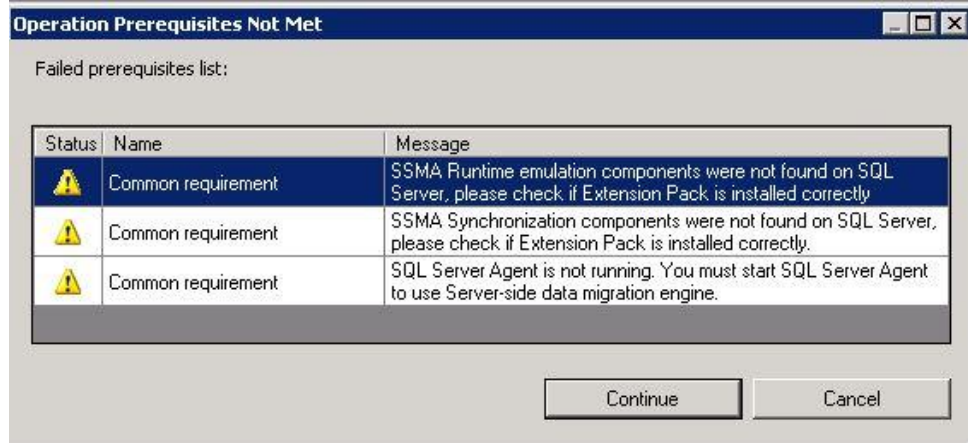 Operation Prerequisites Not Met
Failed prerequisites list:
Status Name Message
Common requirement SSMA Runtime emulation components were not found on SQL
Server, please check if Extension Pack is installed correctly
Common requirement SSMA Synchronization components were not found on SQL Server,
please check if Extension Pack is installed correctly.
Common requirement SQL Server Agent is not running. You must start SQL Server Agent
to use Server-side data migration engine.
Continue Cancel